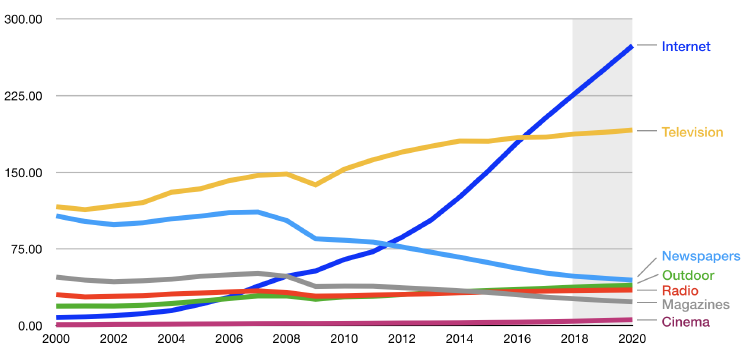 300.00
225.00
150.00
75.00
0.00
2000 2002 2004 2006 2008 2010 2012 2014 2016 2018 2020
Internet
Television
Newspapers
Outdoor
Radio
Magazines
Cinema